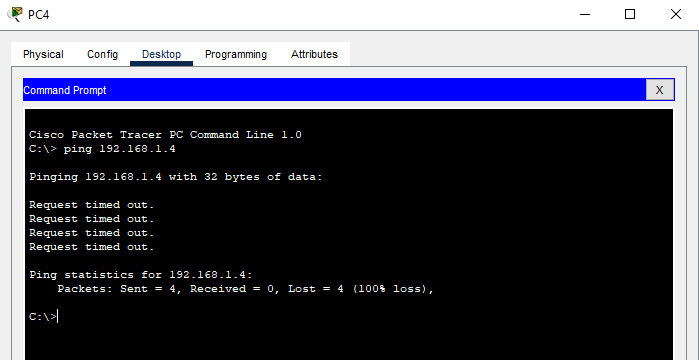 PC4
Physical Config Desktop Programming Attributes
Command Prompt X
Cisco Packet Tracer PC Command Line 1.0
C:\> ping 192.168.1.4
Pinging 192.168.1.4 with 32 bytes of data:
Request timed out.
Request timed out.
Request timed out.
Request timed out.
Ping statistics for 192.168.1.4:
    Packets: Sent = 4, Received = 0, Lost = 4 (100% loss),
C:\>